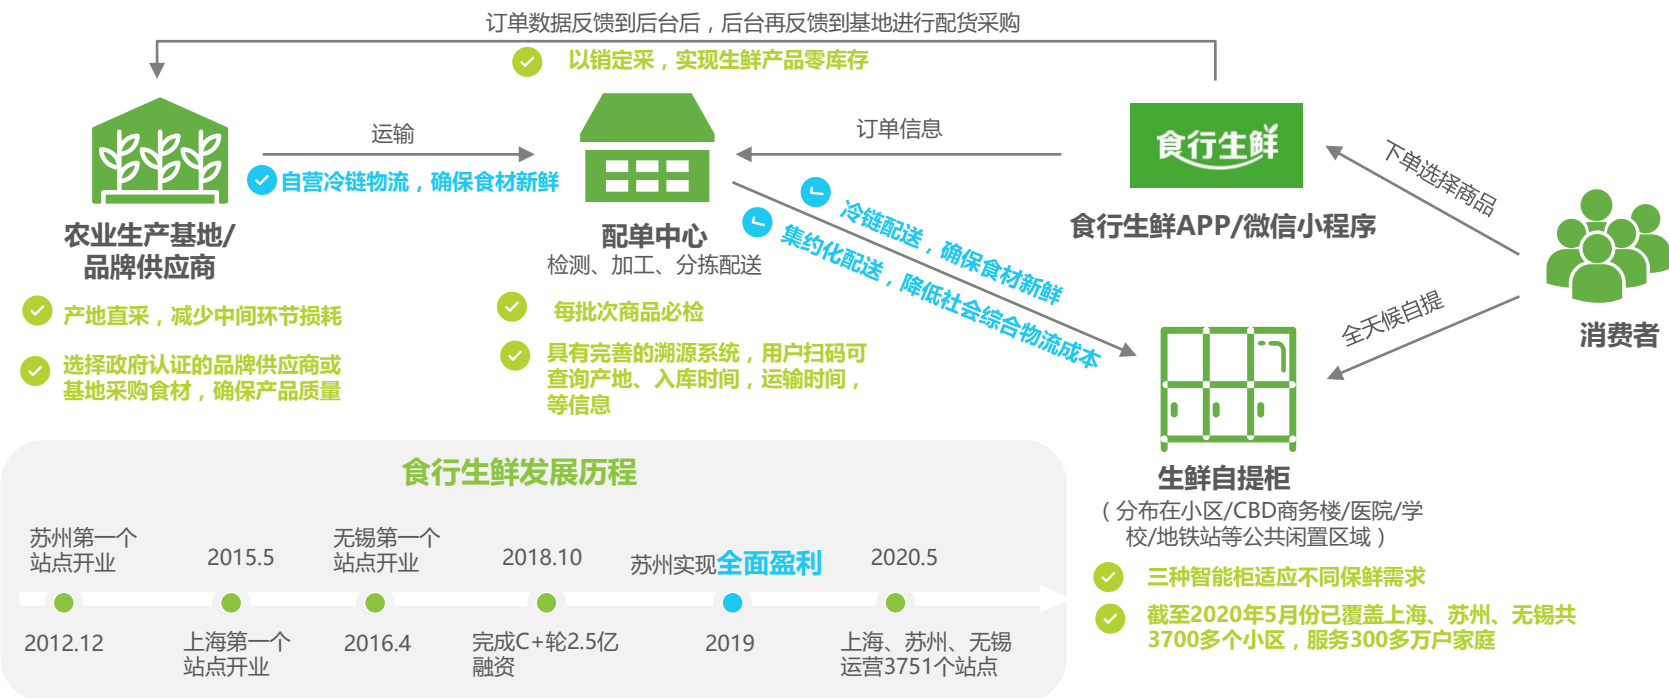 订单数据反馈到后台后，后台再反馈到基地进行配货采购
以销定采，实现生鲜产品零库存
运输
自营冷链物流，确保食材新鲜
订单信息
食行生鲜
下单选择商品
农业生产基地/
品牌供应商
配单中心
检测、加工、分拣配送
冷链配送，确保食材新鲜
集约化配送，降低社会综合物流成本
食行生鲜APP/微信小程序
全天候自提
消费者
产地直采，减少中间环节损耗
选择政府认证的品牌供应商或
基地采购食材，确保产品质量
每批次商品必检
具有完善的溯源系统，用户扫码可
查询产地、入库时间，运输时间，
等信息
生鲜自提柜
（分布在小区/CBD商务楼/医院/学
校/地铁站等公共闲置区域）
三种智能柜适应不同保鲜需求
截至2020年5月份已覆盖上海、苏州、无锡共
3700多个小区，服务300多万户家庭
食行生鲜发展历程
苏州第一个
站点开业
2012.12
2015.5
上海第一个
站点开业
无锡第一个
站点开业
2016.4
2018.10
完成C+轮2.5亿
融资
苏州实现全面盈利
2019
2020.5
上海、苏州、无锡
运营3751个站点